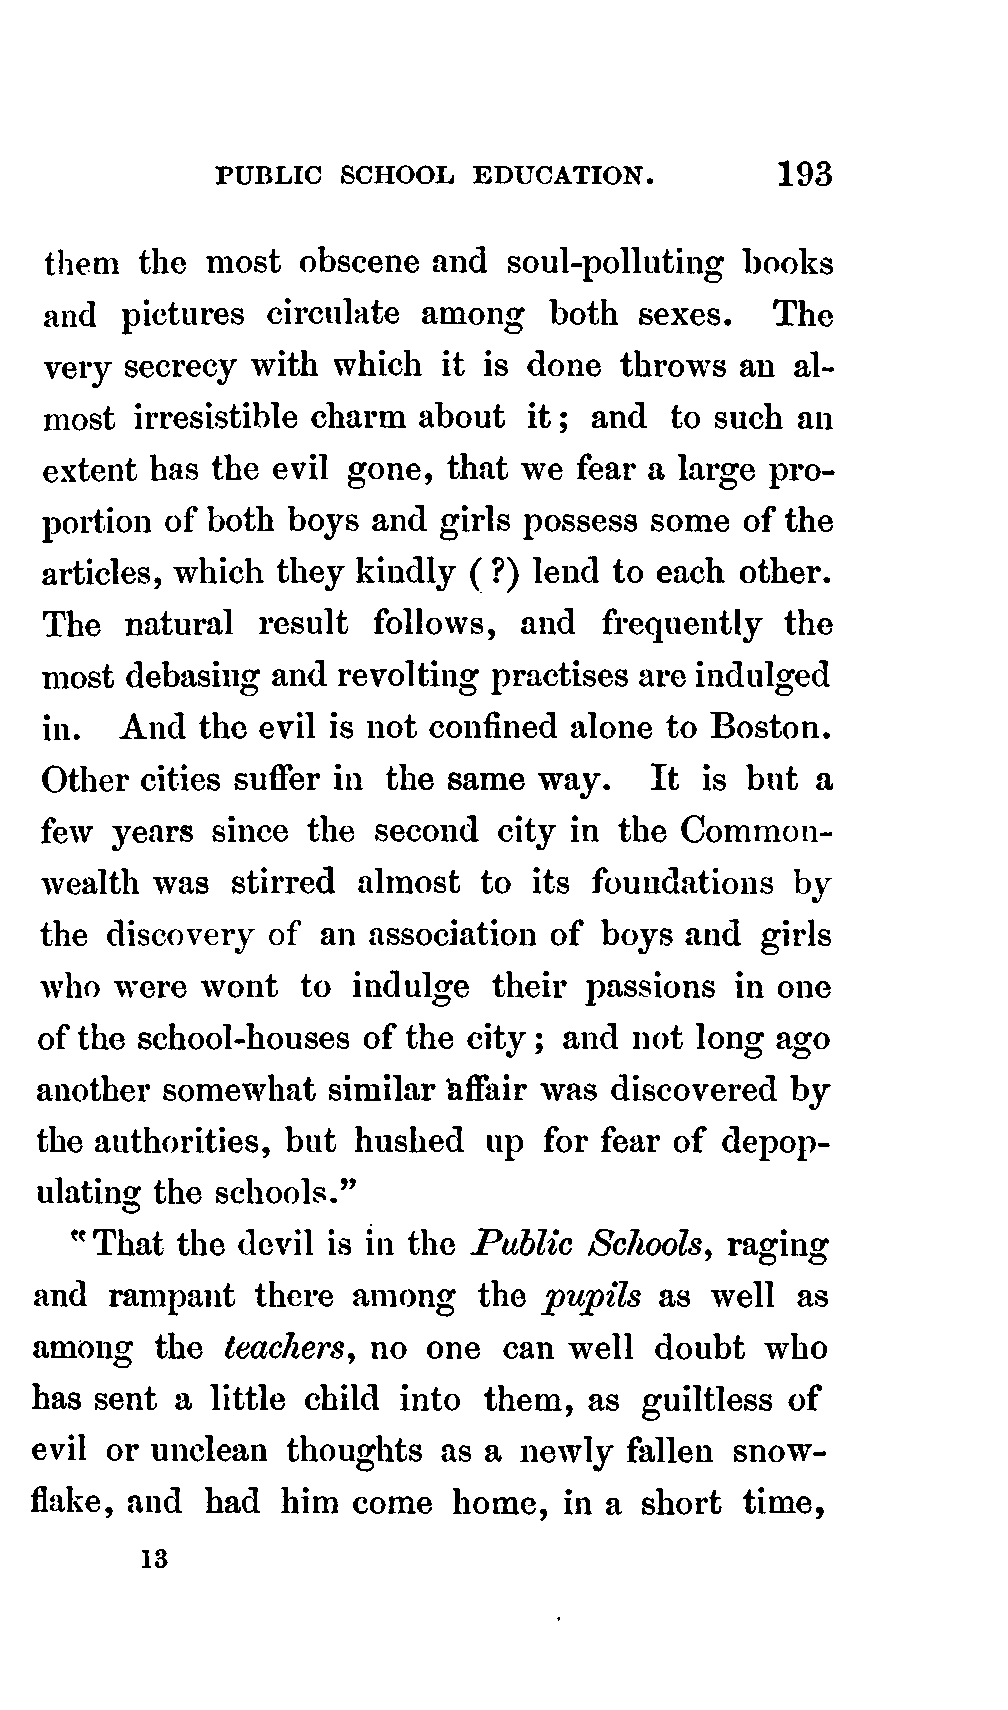 PUBLIC SCHOOL EDUCATION. 193
them the most obscene and soul-polluting books
and pictures circulate among both sexes. The
very secrecy with which it is done throws an al-
most irresistible charm about it; and to such an
extent has the evil gone, that we fear a large pro-
portion of both boys and girls possess some of the
articles, which they kindly (?) lend to each other.
The natural result follows, and frequently the
most debasing and revolting practises are indulged
in. And the evil is not confined alone to Boston.
Other cities suffer in the same way. It is but a
few years since the second city in the Common-
wealth was stirred almost to its foundations by
the discovery of an association of boys and girls
who were wont to indulge their passions in one
of the school-houses of the city; and not long ago
another somewhat similar affair was discovered by
the authorities, but hushed up for fear of depop-
ulating the schools."
"That the devil is in the Public Schools, raging
and rampant there among the pupils as well as
among the teachers, no one can well doubt who
has sent a little child into them, as guiltless of
evil or unclean thoughts as a newly fallen snow-
flake, and had him come home, in a short time,
13